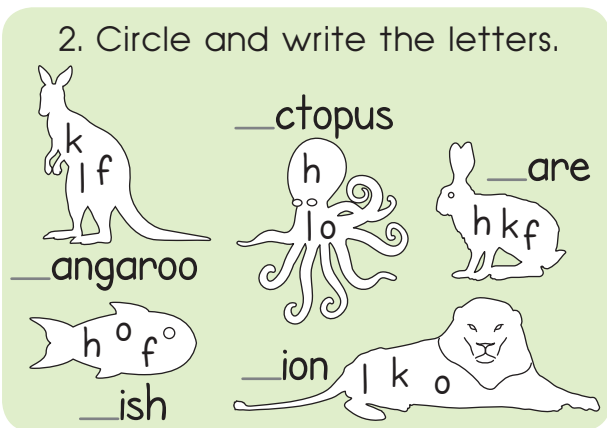 2. Circle and write the letters.
k
l f
__angaroo
__ctopus
h
l o
__are
h k f
h o f
__ish
__ion
l k o